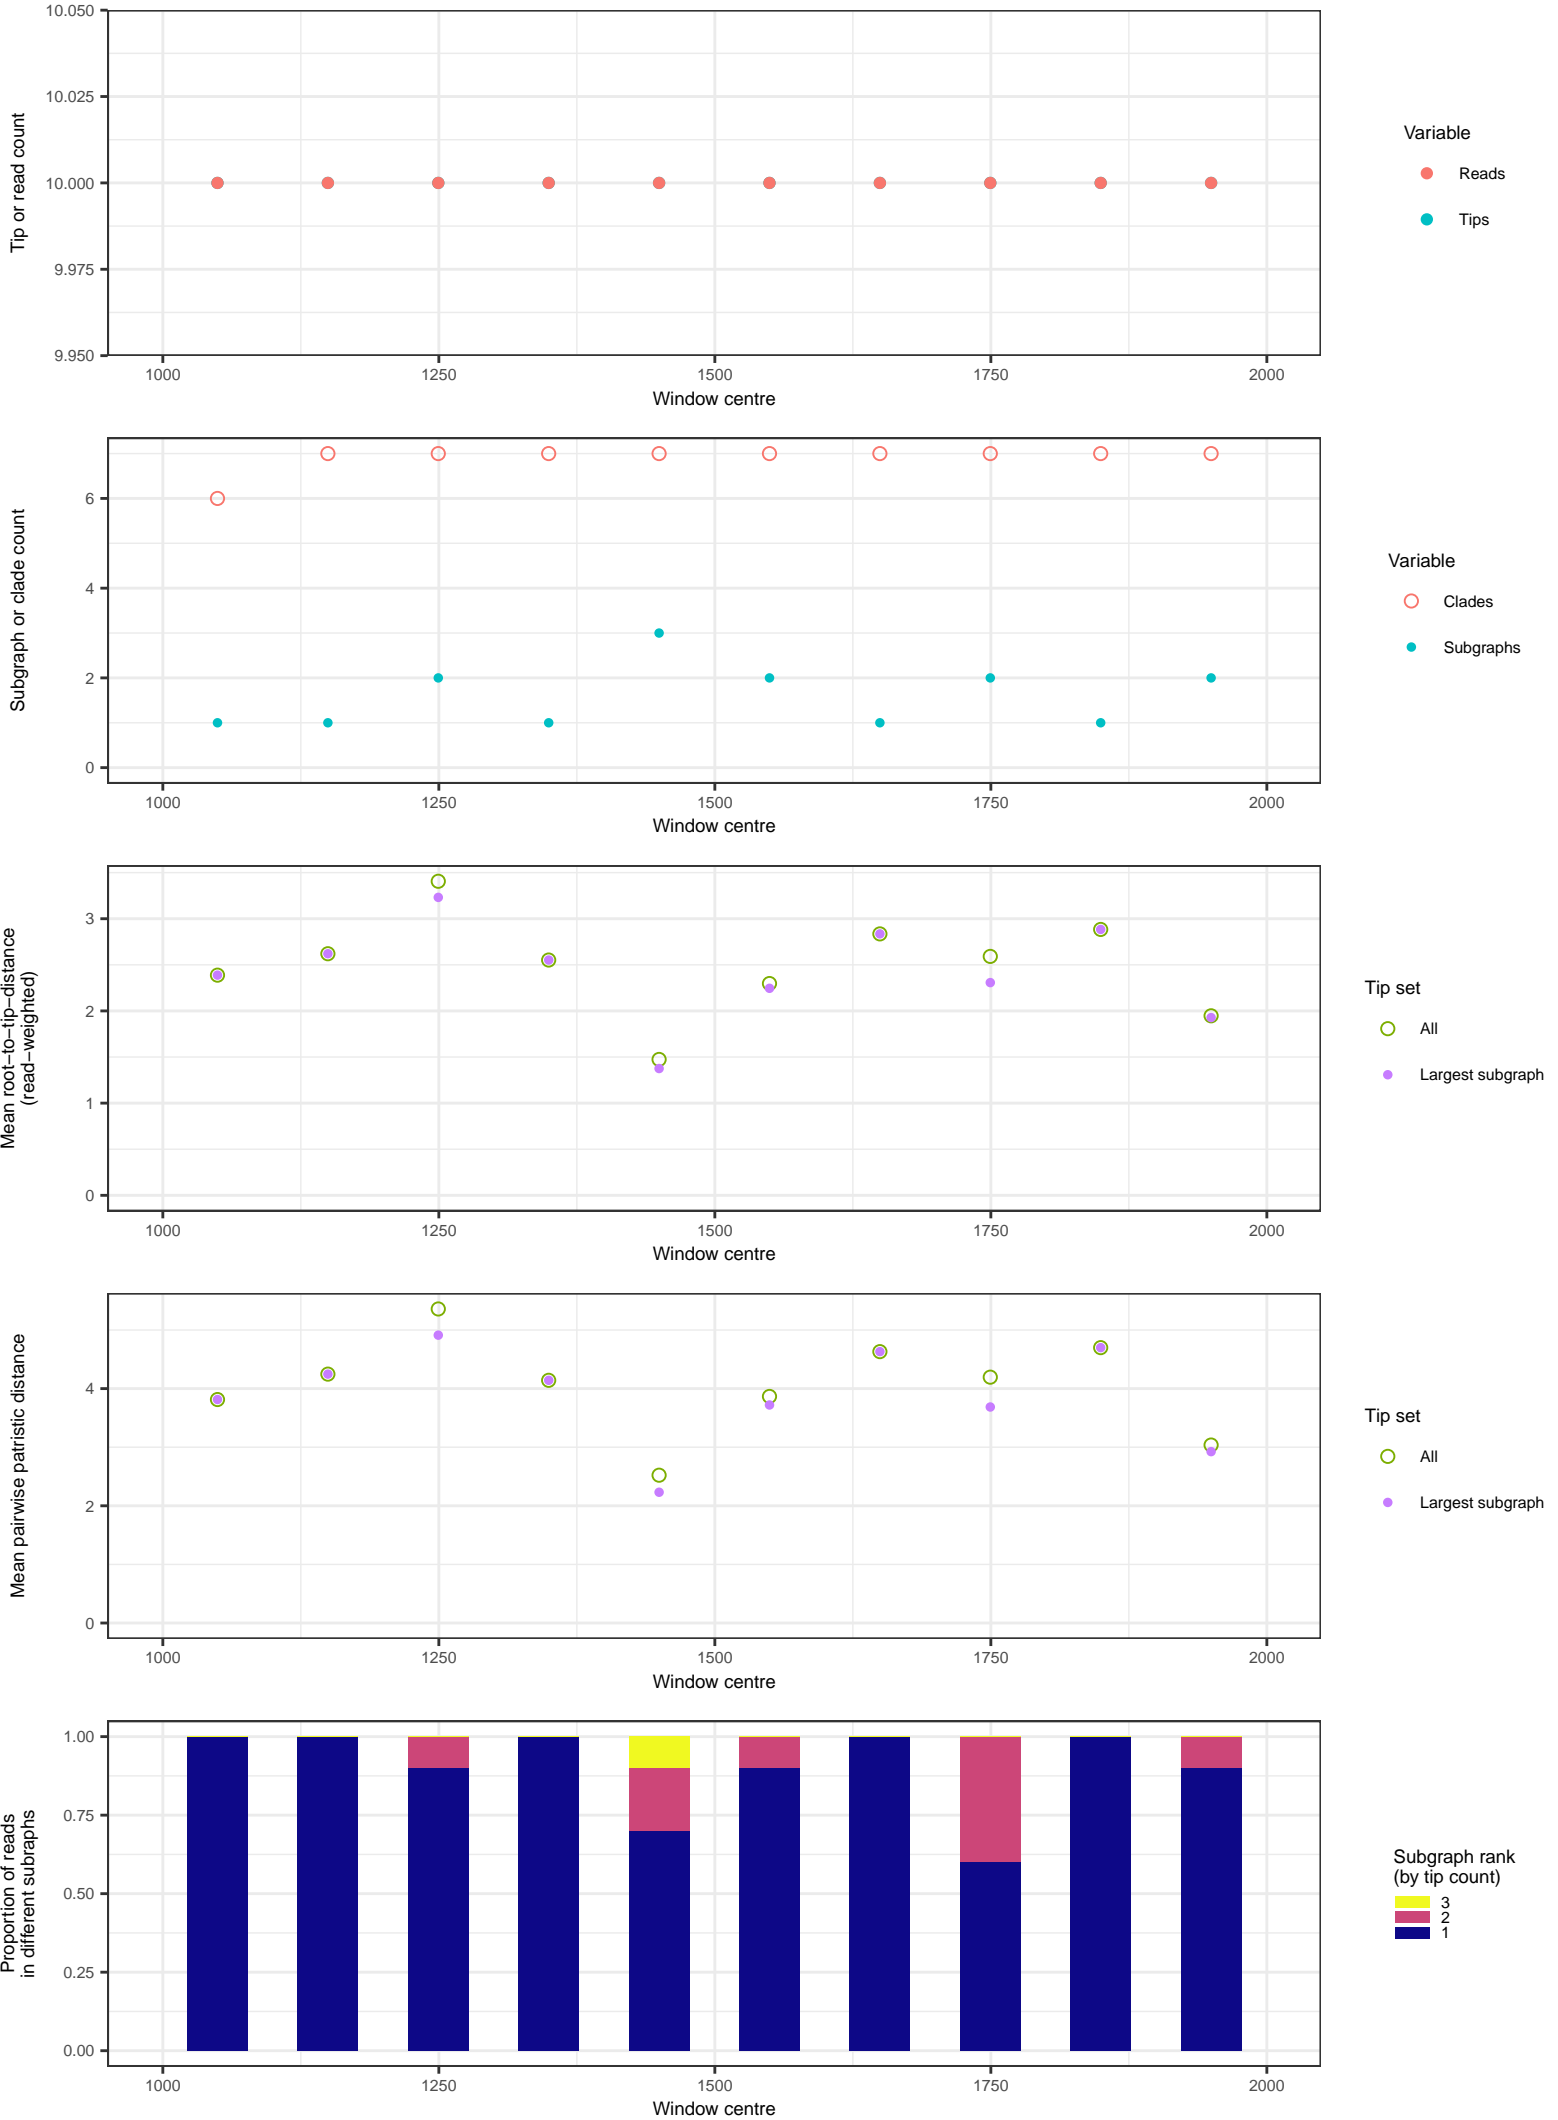 10.050
10.025
10.000
9.975
9.950
Tip or read count
1000 1250 1500 1750 2000
Window centre
Variable
Reads
Tips
6
4
2
0
Subgraph or clade count
1000 1250 1500 1750 2000
Window centre
Variable
Clades
Subgraphs
3
2
1
0
Mean root−to−tip−distance
(read−weighted)
1000 1250 1500 1750 2000
Window centre
Tip set
All
Largest subgraph
4
2
0
Mean pairwise patristic distance
1000 1250 1500 1750 2000
Window centre
Tip set
All
Largest subgraph
1.00
0.75
0.50
0.25
0.00
Proportion of reads
in different subraphs
1000 1250 1500 1750 2000
Window centre
Subgraph rank
(by tip count)
3
2
1